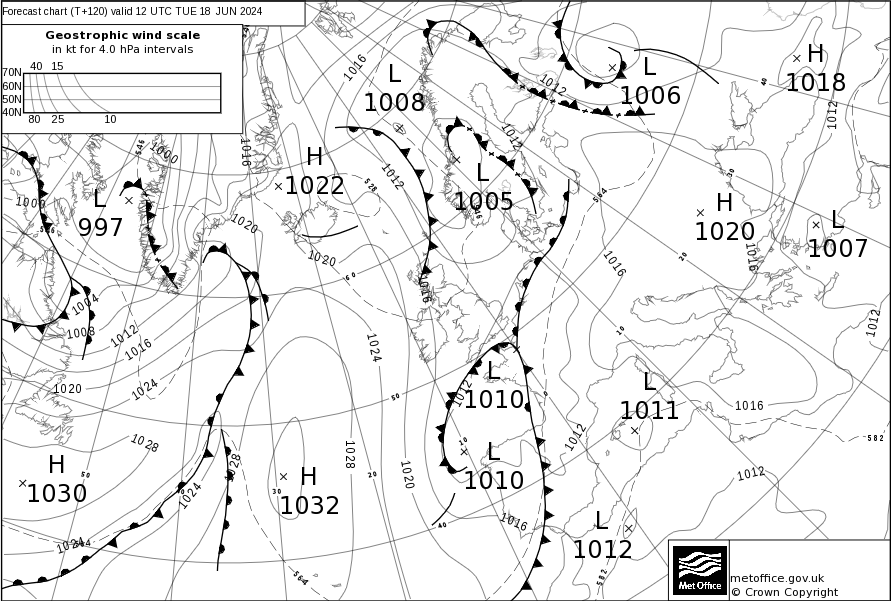 Forecast chart (T+120) valid 12 UTC TUE 18 JUN 2024
Geostrophic wind scale
in kt for 4.0 hPa intervals
40 15
70N
60N
50N
40N
80 25 10
L
1008
H
1022
L
997
L
1005
L
1006
H
1018
H
1020
L
1007
L
1010
L
1010
L
1011
L
1012
H
1030
H
1032
1016
1012
1012
1012
1000
546
1016
1000
1012
528
1012
584
1020
1020
1016
1016
1016
1004
1008
1012
1016
1020
1024
1024
1012
1012
1016
582
1028
1028
1028
1020
1012
1012
1024
1016
1024
564
582
60
50
50
40
40
30
30
20
20
10
10
0
metoffice.gov.uk
© Crown Copyright
Met Office